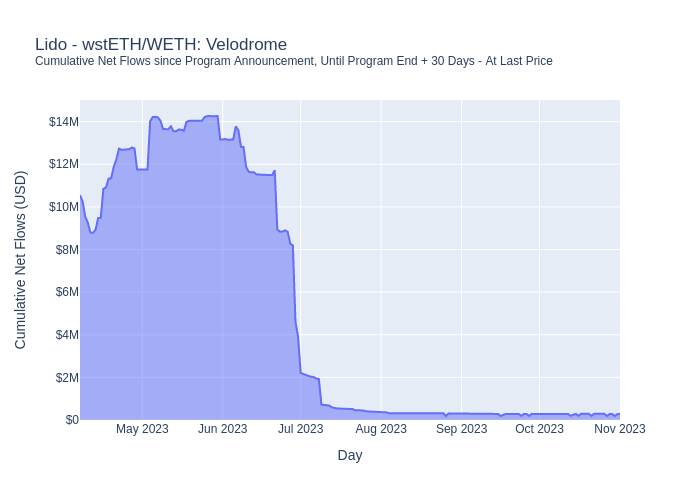 Lido - wstETH/WETH: Velodrome
Cumulative Net Flows since Program Announcement, Until Program End + 30 Days - At Last Price
Cumulative Net Flows (USD)
$14M
$12M
$10M
$8M
$6M
$4M
$2M
$0
May 2023
Jun 2023
Jul 2023
Aug 2023
Sep 2023
Oct 2023
Nov 2023
Day